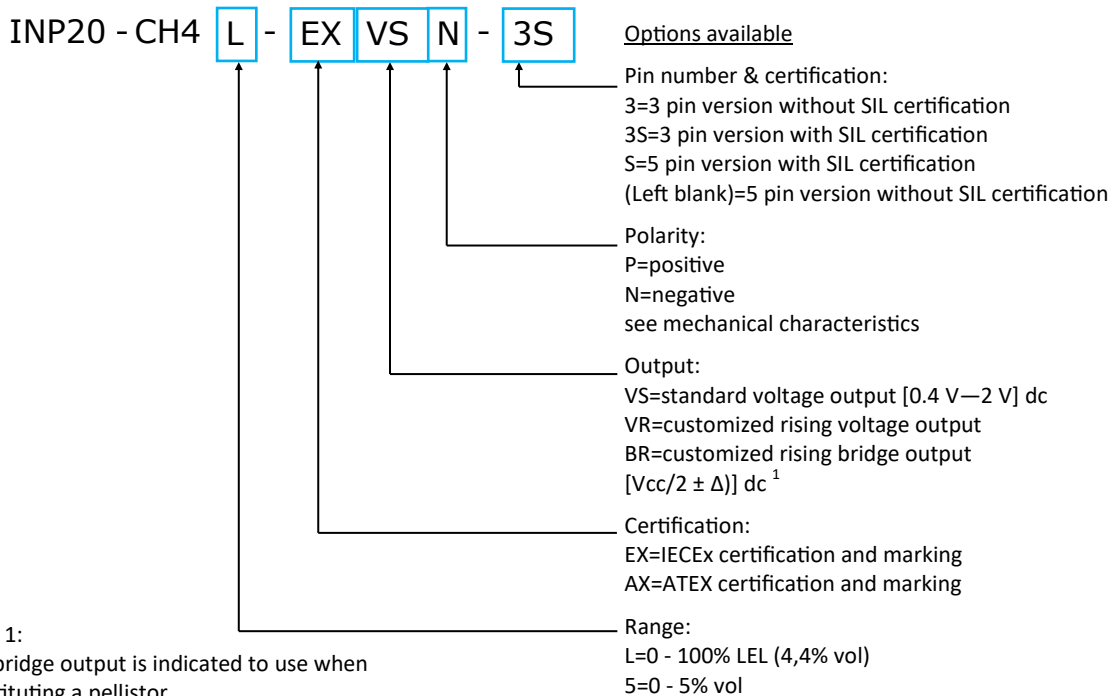 INP20 - CH4 L - EX VS N - 3S
Options available
Pin number & certification:
3=3 pin version without SIL certification
3S=3 pin version with SIL certification
S=5 pin version with SIL certification
(Left blank)=5 pin version without SIL certification
Polarity:
P=positive
N=negative
see mechanical characteristics
Output:
VS=standard voltage output [0.4 V—2 V] dc
VR=customized rising voltage output
BR=customized rising bridge output
[Vcc/2 ± Δ)] dc 1
Certification:
EX=IECEx certification and marking
AX=ATEX certification and marking
Range:
L=0 - 100% LEL (4,4% vol)
5=0 - 5% vol
1:
bridge output is indicated to use when
a pellistor